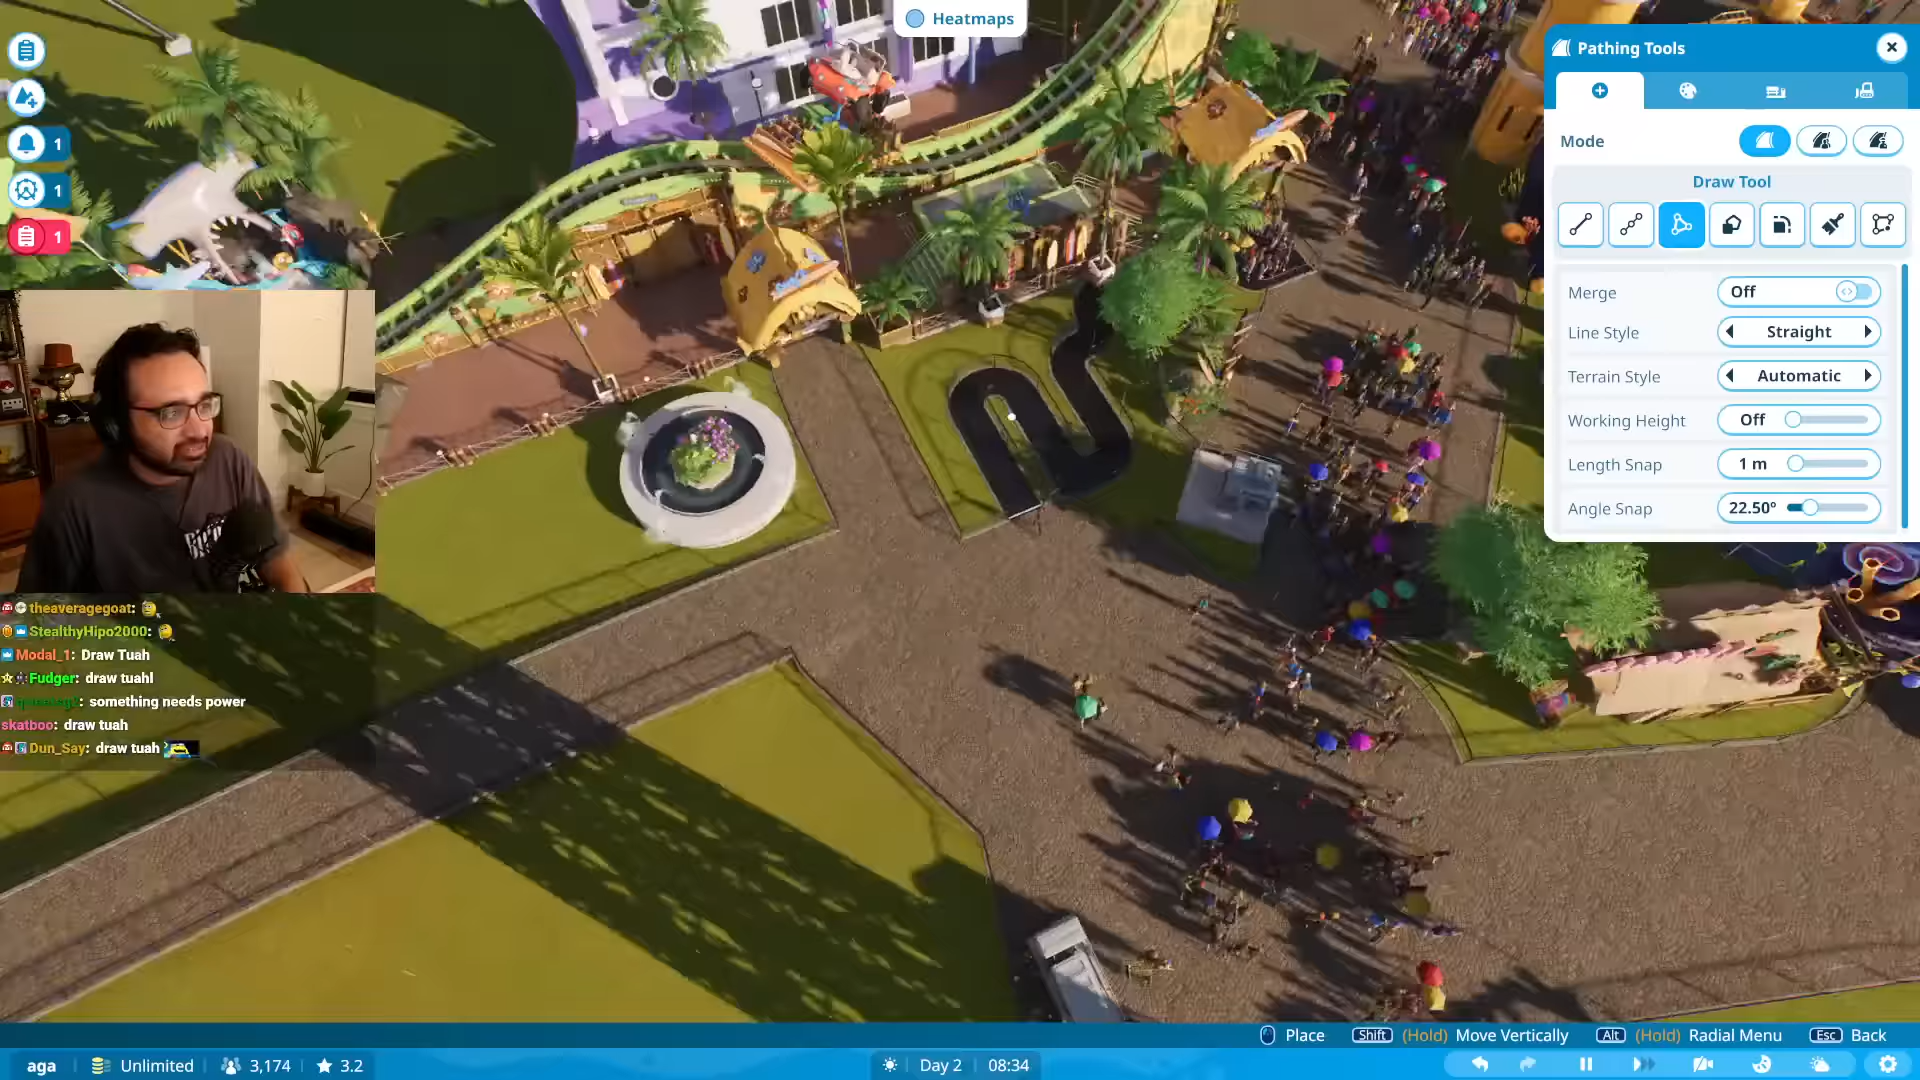 Heatmaps
1
1
1
Pathing Tools
Mode
Draw Tool
Merge
Off
Line Style
Straight
Terrain Style
Automatic
Working Height
Off
Length Snap
1 m
Angle Snap
22.50°
theaveragegoat:
StealthyHipo2000:
Modal_1: Draw Tuah
Fudger: draw tuahl
: something needs power
skatboo: draw tuah
Dun_Say: draw tuah
Place
Shift (Hold) Move Vertically
Alt (Hold) Radial Menu
Esc Back
aga
Unlimited
3,174
3.2
Day 2
08:34